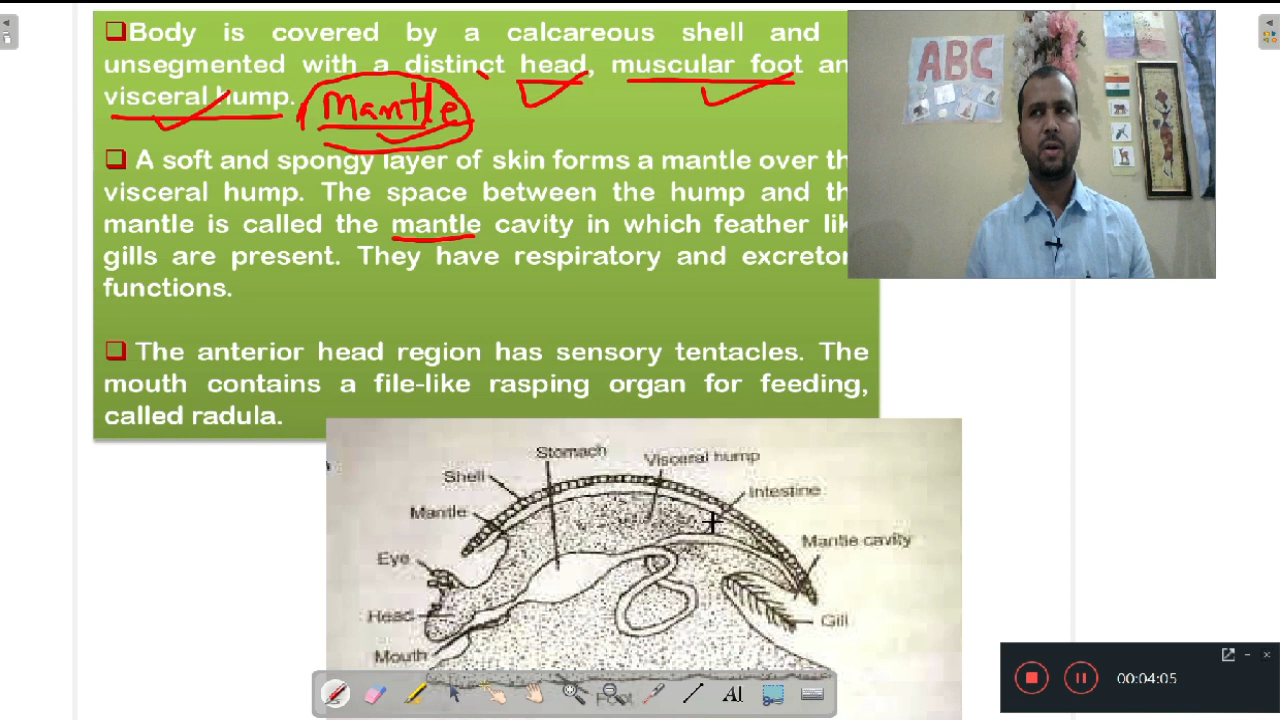 ❑Body is covered by a calcareous shell and
unsegmented with a distinct head, muscular foot an
visceral hump.
Mantle
❑ A soft and spongy layer of skin forms a mantle over th
visceral hump. The space between the hump and th
mantle is called the mantle cavity in which feather lik
gills are present. They have respiratory and excretor
functions.
❑ The anterior head region has sensory tentacles. The
mouth contains a file-like rasping organ for feeding,
called radula.
ABC
Stomach
Visceral hump
Shell
Intestine
Mantle
Mantle cavity
Eye
Head
Gill
Mouth
AI
00:04:05